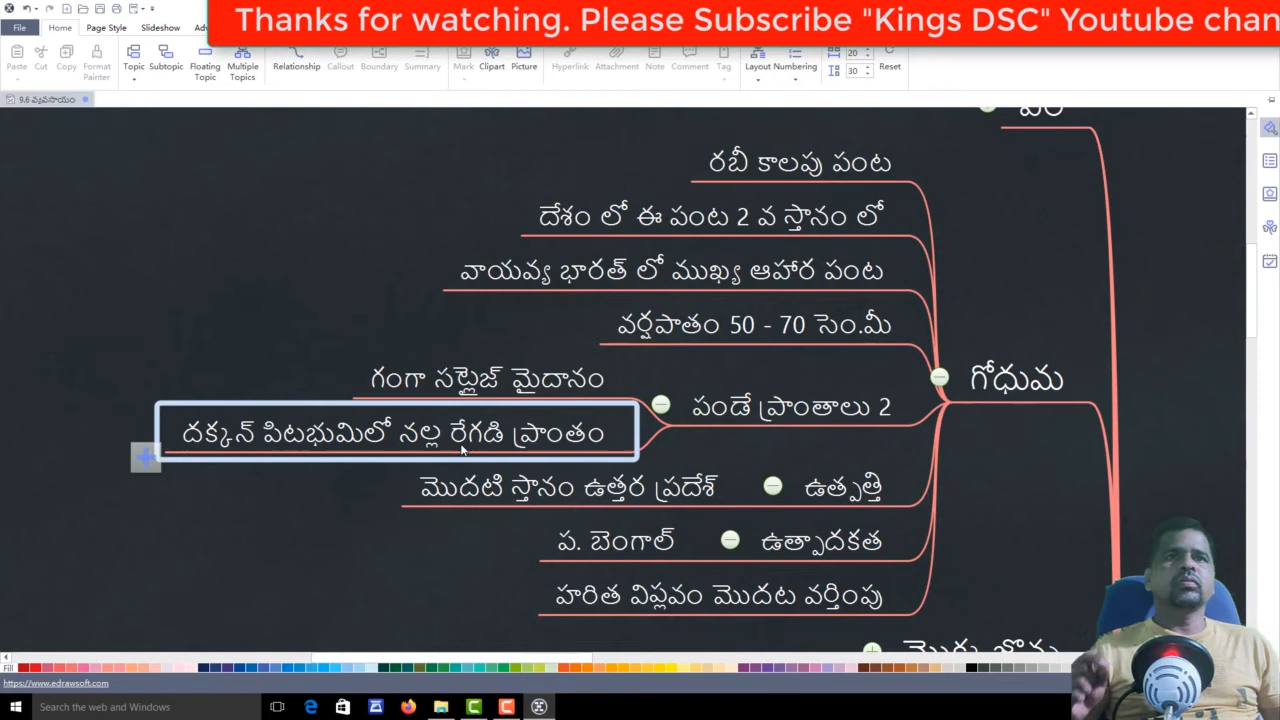 Thanks for watching. Please Subscribe "Kings DSC" Youtube chan
File Home Page Style Slideshow
Paste Cut Copy Format Painter Topic Subtopic Floating Topic Multiple Topics Relationship Callout Boundary Summary Mark Clipart Picture Hyperlink Attachment Note Comment Tag Layout Numbering 20 30 Reset
9.6 వ్యవసాయం
రబీ కాలపు పంట
దేశం లో ఈ పంట 2 వ స్తానం లో
వాయవ్య భారత్ లో ముఖ్య ఆహార పంట
వర్షపాతం 50 - 70 సెం.మీ
గోధుమ
గంగా సట్లెజ్ మైదానం
పండే ప్రాంతాలు 2
దక్కన్ పిటభుమిలో నల్ల రేగడి ప్రాంతం
మొదటి స్తానం ఉత్తర ప్రదేశ్ ఉత్పత్తి
ప. బెంగాల్ ఉత్పాదకత
హరిత విప్లవం మొదట వర్తింపు
Fill
https://www.edrawsoft.com
Search the web and Windows